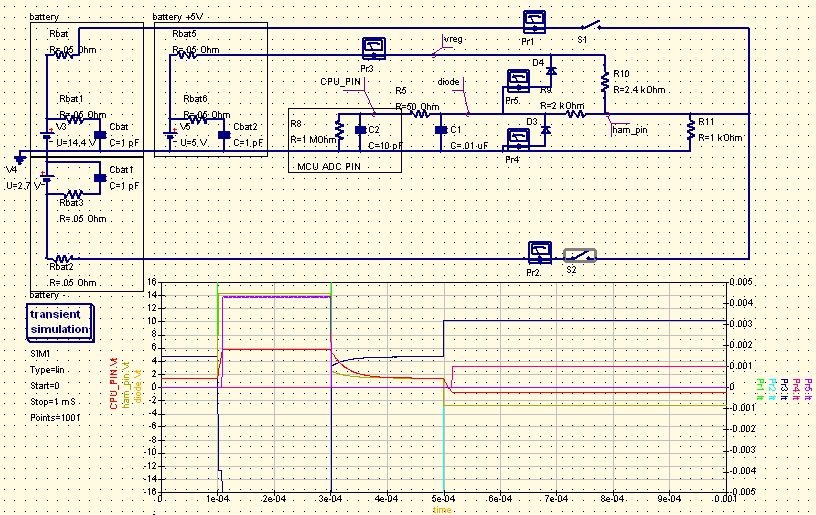 battery
battery +5V
Rbat
R=.05 Ohm
Rbat5
R=.05 Ohm
Pr3
vreg
Pr1
S1
D4
CPU_PIN
diode
Pr5
R9
R=2 kOhm
R10
R=2.4 kOhm
Rbat1
R=.05 Ohm
V3
U=14.4 V
Cbat
C=1 pF
Rbat6
R=.05 Ohm
V5
U=5 V
Cbat2
C=1 pF
R8
R=1 MOhm
C2
C=10 pF
R5
R=50 Ohm
C1
C=.01 uF
D3
Pr4
ham_pin
R11
R=1 kOhm
MCU ADC PIN
V4
U=2.7 V
Cbat1
C=1 pF
Rbat3
R=.05 Ohm
Rbat2
R=.05 Ohm
battery
Pr2
S2
transient
simulation
SIM1
Type=lin
Start=0
Stop=1 mS
Points=1001
CPU_PIN.Vt
ham_pin.Vt
diode.Vt
16
14
12
10
8
6
4
2
0
-2
-4
-6
-8
-10
-12
-14
-16
0.005
0.004
0.003
0.002
0.001
0
-0.001
-0.002
-0.003
-0.004
-0.005
Pr1.It
Pr2.It
Pr3.It
Pr4.It
Pr5.It
0
1e-04
2e-04
3e-04
4e-04
5e-04
6e-04
7e-04
8e-04
9e-04
0.001
time